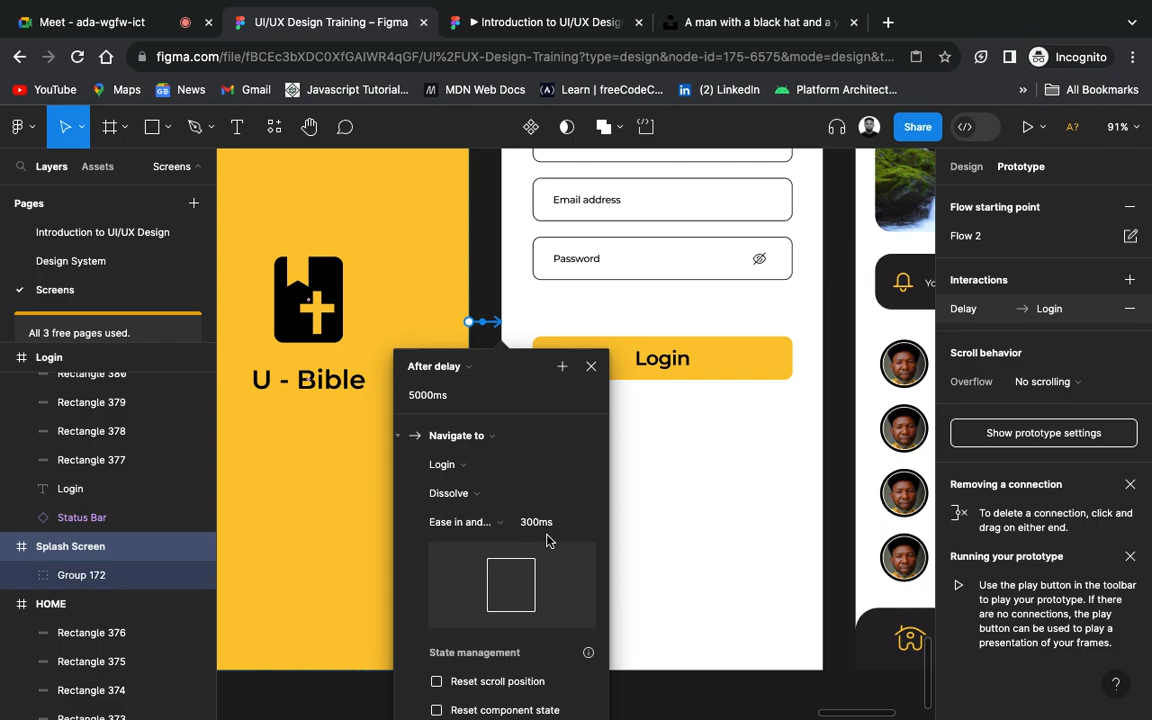 Meet - ada-wgfw-ict
UI/UX Design Training – Figma
Introduction to UI/UX Desig
A man with a black hat and a y
figma.com/file/fBCEc3bXDC0XfGAIWR4qGF/UI%2FUX-Design-Training?type=design&node-id=175-6575&mode=design&t...
Incognito
YouTube
Maps
News
Gmail
Javascript Tutorial...
MDN Web Docs
Learn | freeCodeC...
(2) LinkedIn
Platform Architect...
»
All Bookmarks
Share
A?
91%
Layers
Assets
Screens
Pages
Introduction to UI/UX Design
Design System
Screens
All 3 free pages used.
Login
Rectangle 380
Rectangle 379
Rectangle 378
Rectangle 377
Login
Status Bar
Splash Screen
Group 172
HOME
Rectangle 376
Rectangle 375
Rectangle 374
Rectangle 373
U - Bible
Email address
Password
Login
Yo
After delay
5000ms
Navigate to
Login
Dissolve
Ease in and...
300ms
State management
Reset scroll position
Reset component state
Design
Prototype
Flow starting point
Flow 2
Interactions
Delay
Login
Scroll behavior
Overflow
No scrolling
Show prototype settings
Removing a connection
To delete a connection, click and
drag on either end.
Running your prototype
Use the play button in the toolbar
to play your prototype. If there
are no connections, the play
button can be used to play a
presentation of your frames.
?